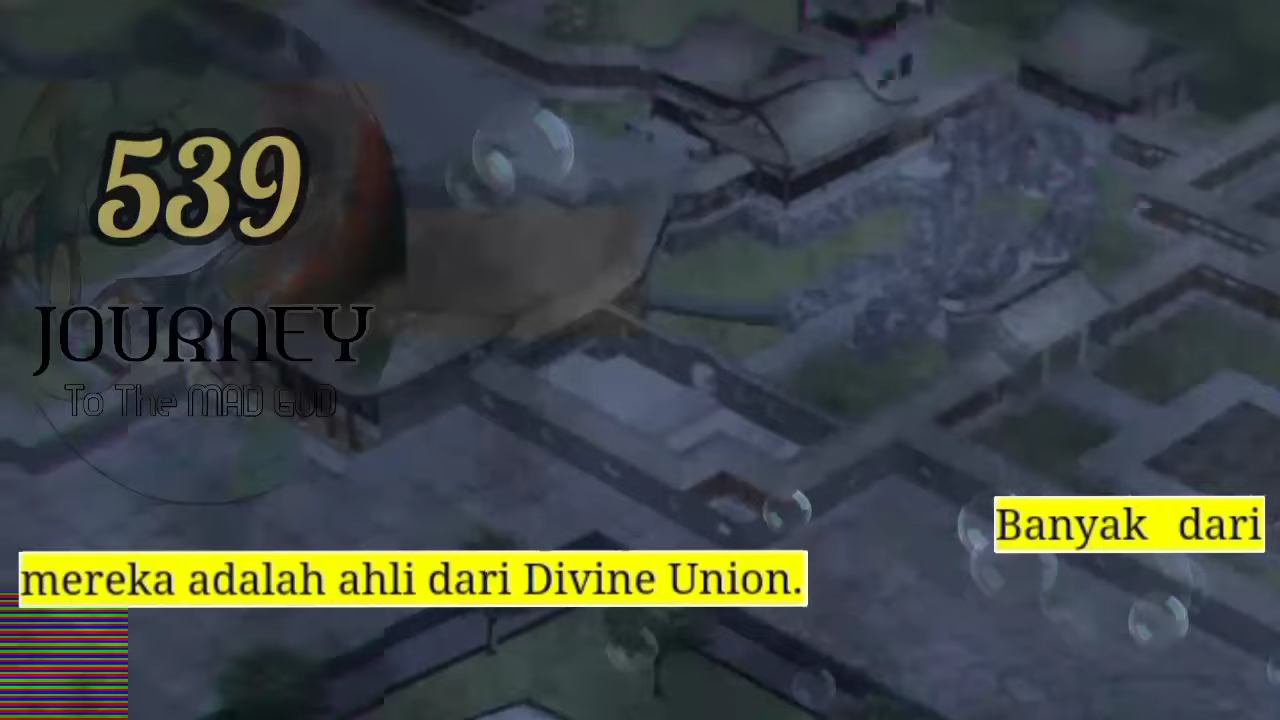 539
JOURNEY
To The MAD GOD
Banyak dari
mereka adalah ahli dari Divine Union.